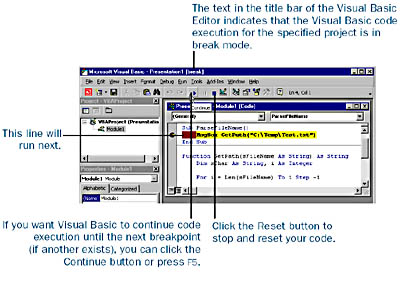 The text in the title bar of the Visual Basic
Editor indicates that the Visual Basic code
execution for the specified project is in
break mode.
Microsoft Visual Basic - Presentation1 [break]
File Edit View Insert Format Debug Run Tools Add-Ins Window Help
Ln 4, Col 1
Project - VBAProject
Continue
Presentation1 - Module1 (Code)
VBAProject (Presentation
Module1
(General)
ParseFileName
This line will
run next.
Sub ParseFileName()
MsgBox GetPath("C:\Temp\Test.txt")
End Sub
Function GetPath(sFileName As String) As String
Dim sChar As String, i As Integer
For i = Len(sFileName) To 1 Step -1
Properties - Module1
Module1 Module
Alphabetic Categorized
(Name) Module1
If you want Visual Basic to continue code
execution until the next breakpoint
(if another exists), you can click the
Continue button or press F5.
Click the Reset button to
stop and reset your code.